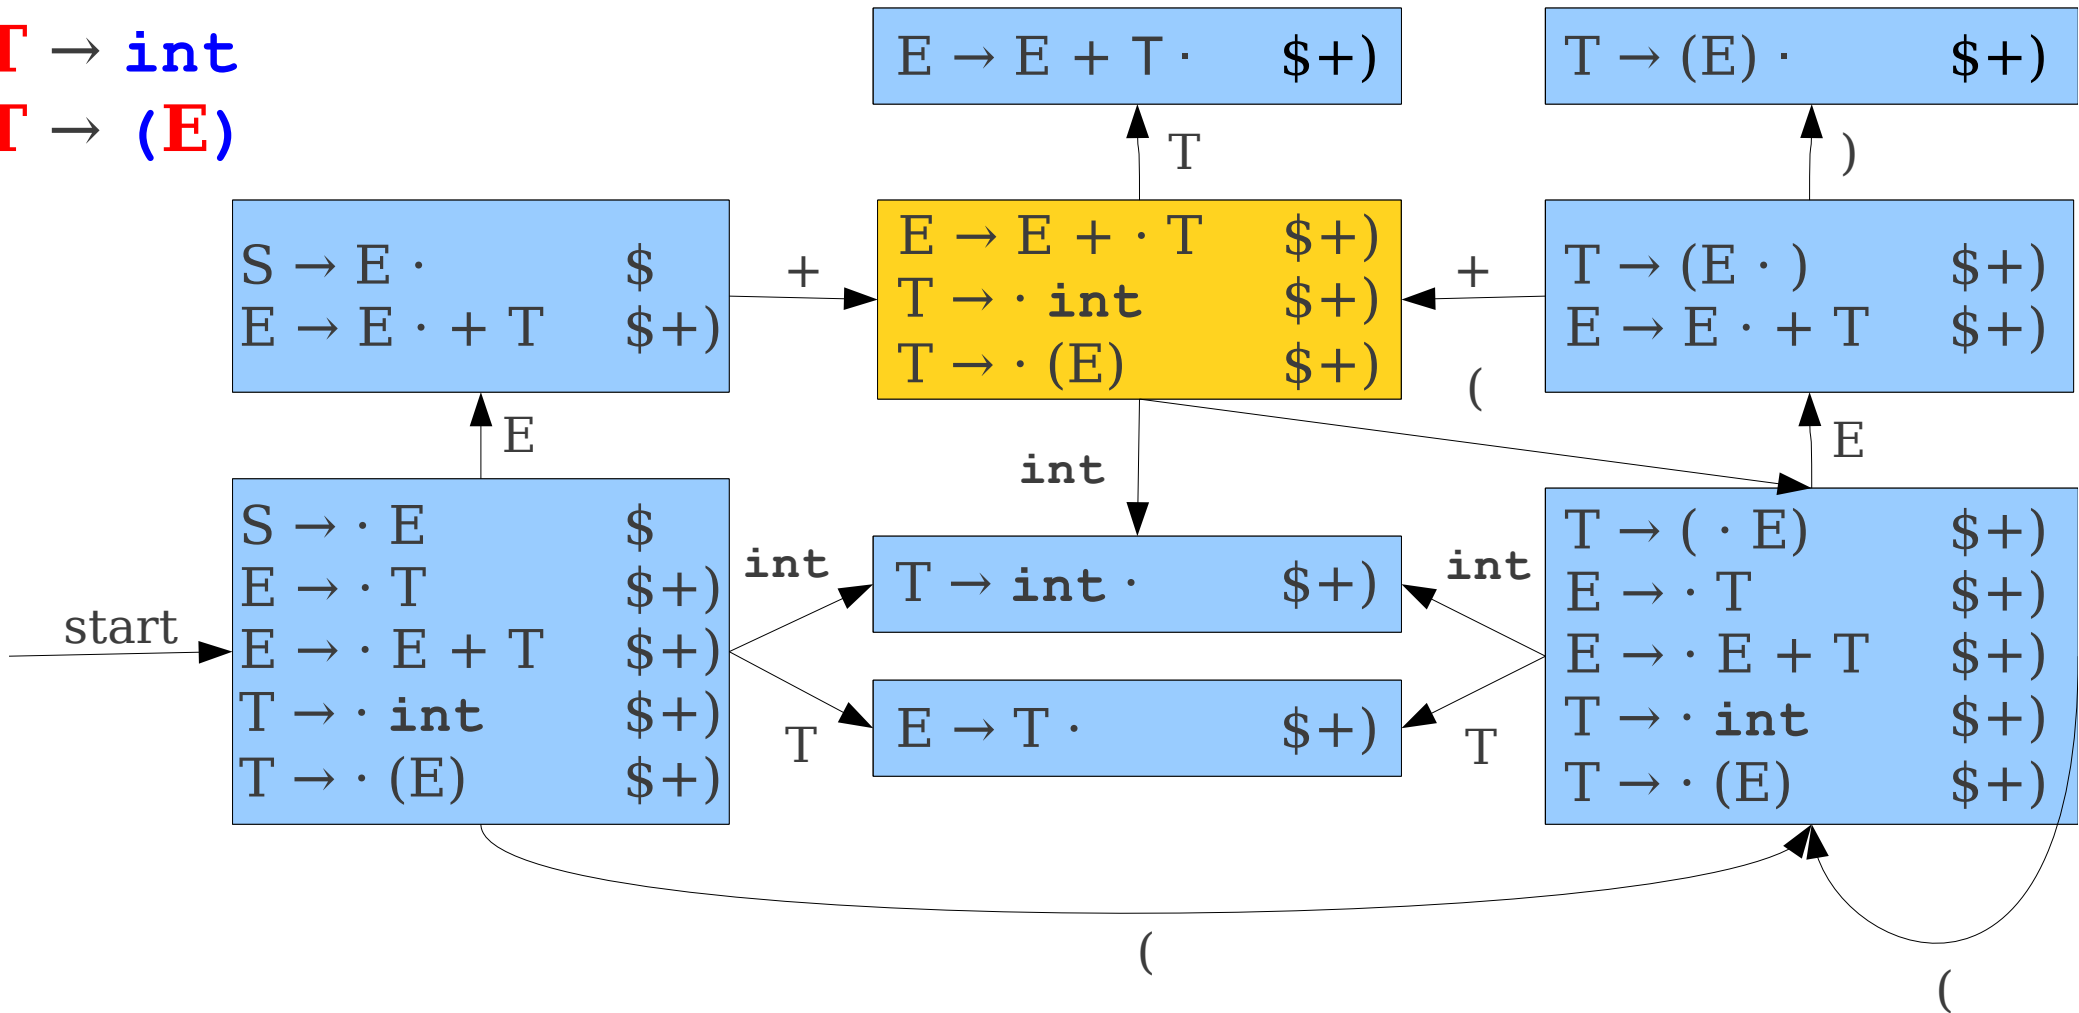 T → int
T → (E)
E → E + T · $+)
T → (E) · $+)
T
)
S → E · $
E → E · + T $+)
+
E → E + · T $+)
T → · int $+)
T → · (E) $+)
+
T → (E · ) $+)
E → E · + T $+)
(
E
int
E
start
S → · E $
E → · T $+)
E → · E + T $+)
T → · int $+)
T → · (E) $+)
int
T
T → int · $+)
E → T · $+)
int
T
T → ( · E) $+)
E → · T $+)
E → · E + T $+)
T → · int $+)
T → · (E) $+)
(
(